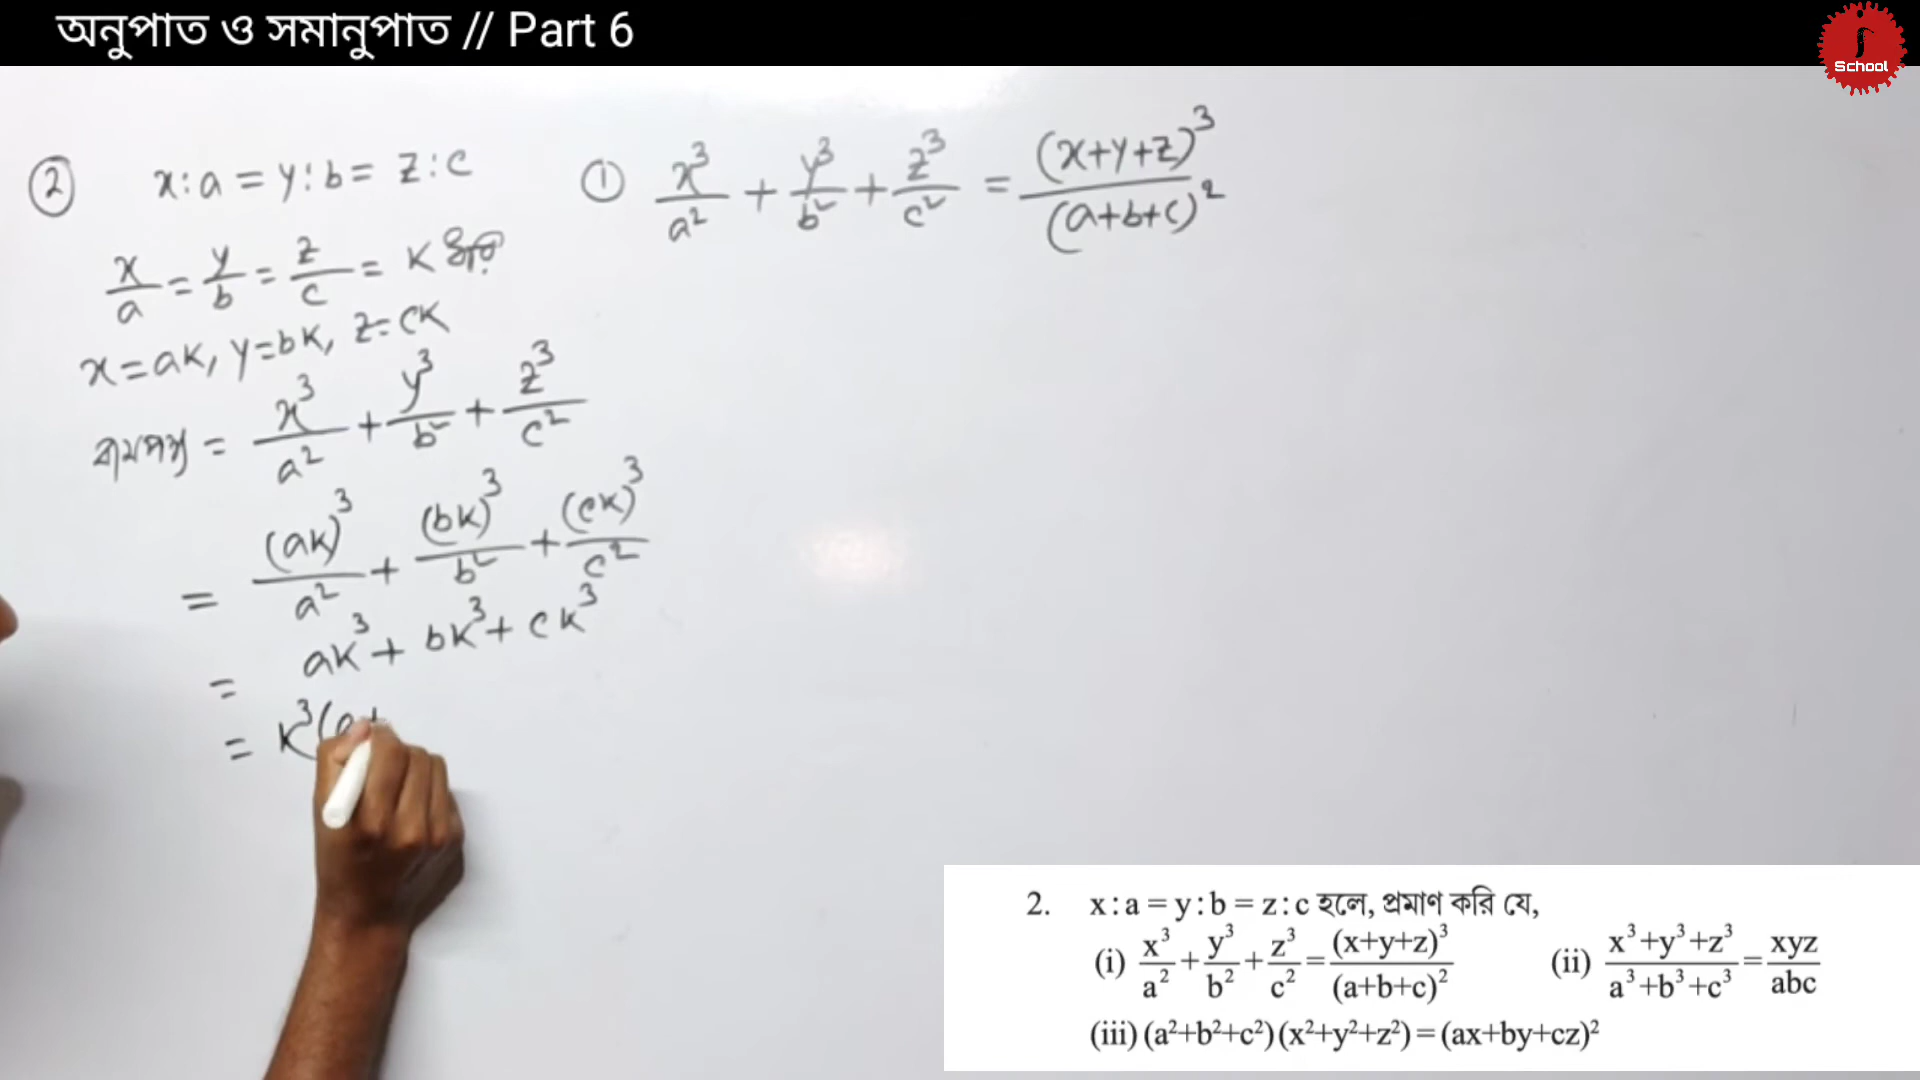 অনুপাত ও সমানুপাত // Part 6
School
② x:a = y:b = z:c
x/a = y/b = z/c = K ধরি
x=aK, y=bK, z=cK
বামপক্ষ = x³/a² + y³/b² + z³/c²
= (aK)³/a² + (bK)³/b² + (cK)³/c²
= aK³ + bK³ + cK³
= K³(a+
① x³/a² + y³/b² + z³/c² = (x+y+z)³/(a+b+c)²
2. x : a = y : b = z : c হলে, প্রমাণ করি যে,
(i) x³/a² + y³/b² + z³/c² = (x+y+z)³/(a+b+c)² (ii) x³+y³+z³/a³+b³+c³ = xyz/abc
(iii) (a²+b²+c²)(x²+y²+z²) = (ax+by+cz)²